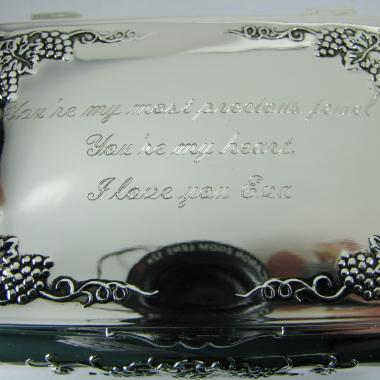 You're my most precious jewel
You're my heart.
I love you Eva